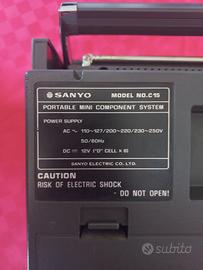 SANYO MODEL NO. C15
PORTABLE MINI COMPONENT SYSTEM
POWER SUPPLY
AC ~ 110~127/200~220/230~250V
50/60Hz
DC ⎓ 12V ("D" CELL × 8)
SANYO ELECTRIC CO., LTD.
CAUTION
RISK OF ELECTRIC SHOCK
- DO NOT OPEN!
subito